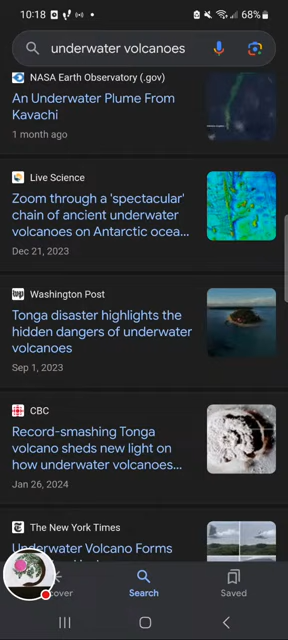 10:18
68%
underwater volcanoes
NASA Earth Observatory (.gov)
An Underwater Plume From
Kavachi
1 month ago
Live Science
Zoom through a 'spectacular'
chain of ancient underwater
volcanoes on Antarctic ocea...
Dec 21, 2023
wp
Washington Post
Tonga disaster highlights the
hidden dangers of underwater
volcanoes
Sep 1, 2023
CBC
Record-smashing Tonga
volcano sheds new light on
how underwater volcanoes...
Jan 26, 2024
The New York Times
Underwater Volcano Forms
cover
Search
Saved